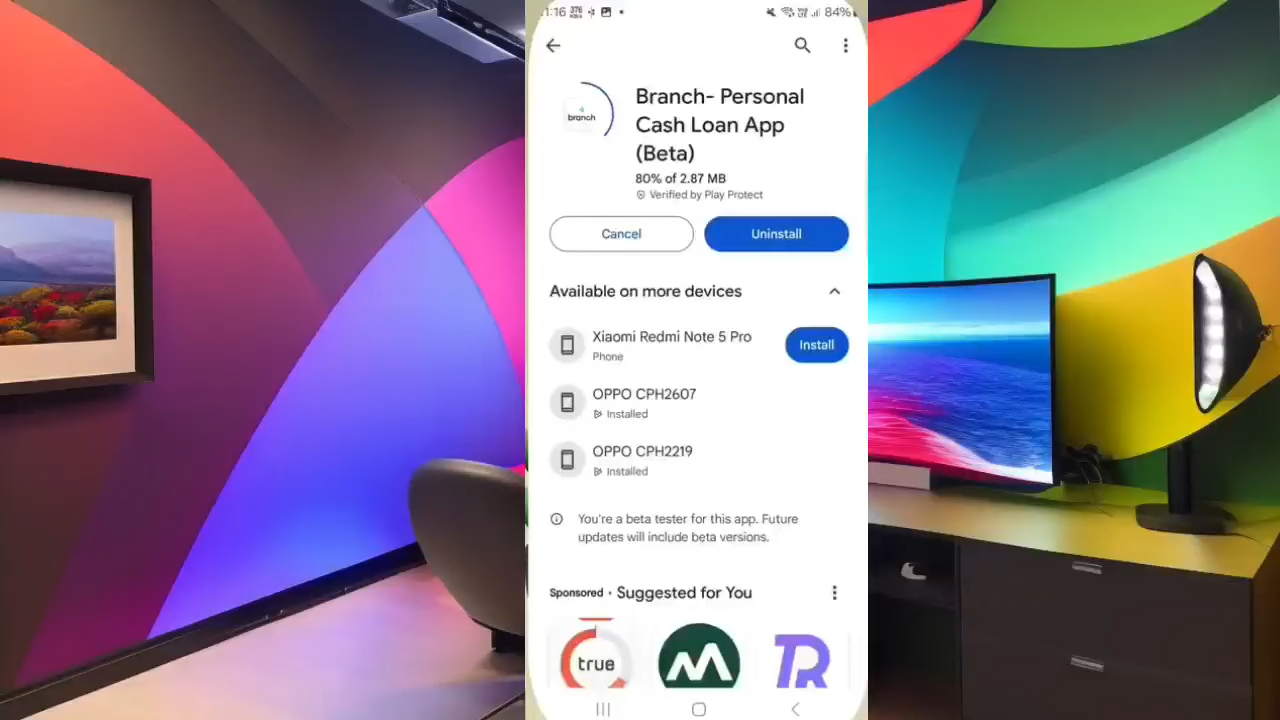 1:16
84%
Branch- Personal
Cash Loan App
(Beta)
branch
80% of 2.87 MB
Verified by Play Protect
Cancel
Uninstall
Available on more devices
Xiaomi Redmi Note 5 Pro
Phone
Install
OPPO CPH2607
Installed
OPPO CPH2219
Installed
You're a beta tester for this app. Future
updates will include beta versions.
Sponsored • Suggested for You
true